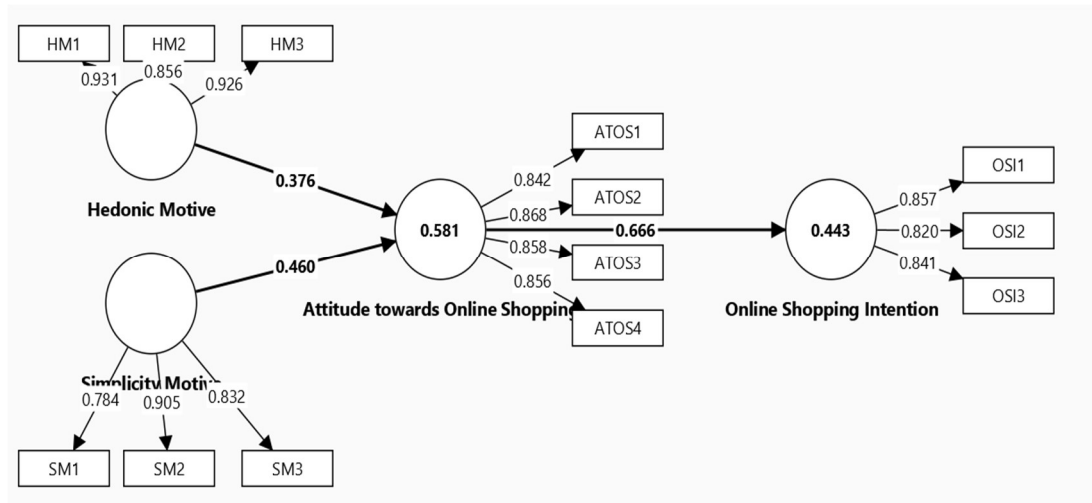 HM1 HM2 HM3
0.931 0.856 0.926
Hedonic Motive
0.376
0.460
Simplicity Motive
0.784 0.905 0.832
SM1 SM2 SM3
0.581
Attitude towards Online Shopping
0.842
0.868
0.858
0.856
ATOS1
ATOS2
ATOS3
ATOS4
0.666
0.443
Online Shopping Intention
0.857
0.820
0.841
OSI1
OSI2
OSI3